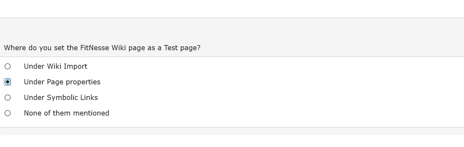 Where do you set the FitNesse Wiki page as a Test page?
Under Wiki Import
Under Page properties
Under Symbolic Links
None of them mentioned